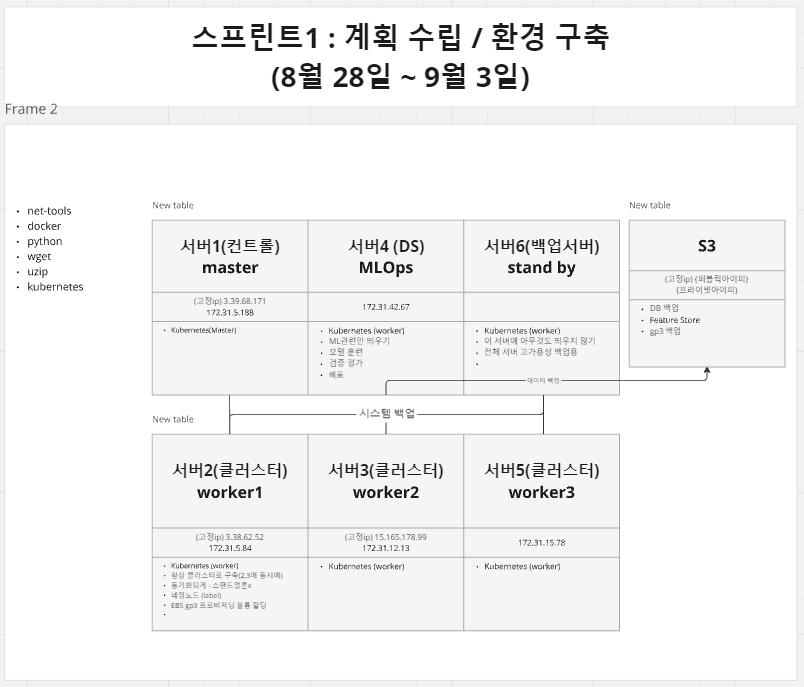 스프린트1 : 계획 수립 / 환경 구축
(8월 28일 ~ 9월 3일)
Frame 2
• net-tools
• docker
• python
• wget
• uzip
• kubernetes
New table
서버1(컨트롤)
master
서버4 (DS)
MLOps
서버6(백업서버)
stand by
(고정ip) 3.39.68.171
172.31.5.188
172.31.42.67
• Kubernetes(Master)
• Kubernetes (worker)
• ML관련만 띄우기
• 모델 훈련
• 검증 평가
• 배포
• Kubernetes (worker)
• 이 서버에 아무것도 띄우지 않기
• 전체 서버 고가용성 백업용
•
New table
S3
(고정ip) {퍼블릭아이피}
{프라이빗아이피}
• DB 백업
• Feature Store
• gp3 백업
데이터 백업
시스템 백업
New table
서버2(클러스터)
worker1
서버3(클러스터)
worker2
서버5(클러스터)
worker3
(고정ip) 3.38.62.52
172.31.5.84
(고정ip) 15.165.178.99
172.31.12.13
172.31.15.78
• Kubernetes (worker)
• 항상 클러스터로 구축(2,3에 동시에)
• 동기화되게 - 스탠드얼론x
• 네임노드 (label)
• EBS gp3 프로비저닝 볼륨 할당
•
• Kubernetes (worker)
• Kubernetes (worker)